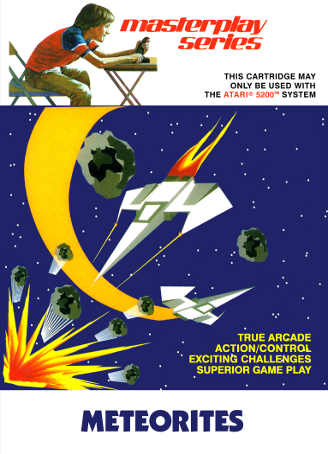 masterplay
series
THIS CARTRIDGE MAY
ONLY BE USED WITH
THE ATARI® 5200™ SYSTEM
TRUE ARCADE
ACTION/CONTROL
EXCITING CHALLENGES
SUPERIOR GAME PLAY
METEORITES